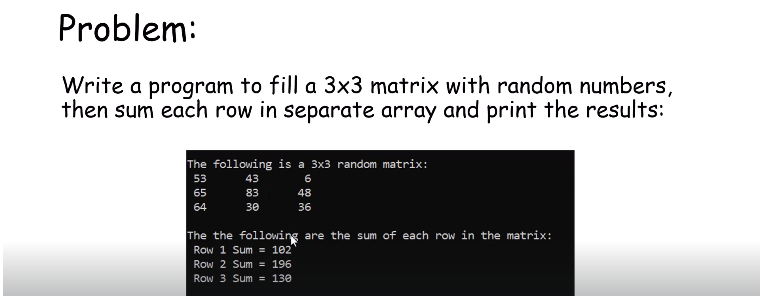 Problem:
Write a program to fill a 3x3 matrix with random numbers,
then sum each row in separate array and print the results:
The following is a 3x3 random matrix:
53 43 6
65 83 48
64 30 36
The the following are the sum of each row in the matrix:
Row 1 Sum = 102
Row 2 Sum = 196
Row 3 Sum = 130